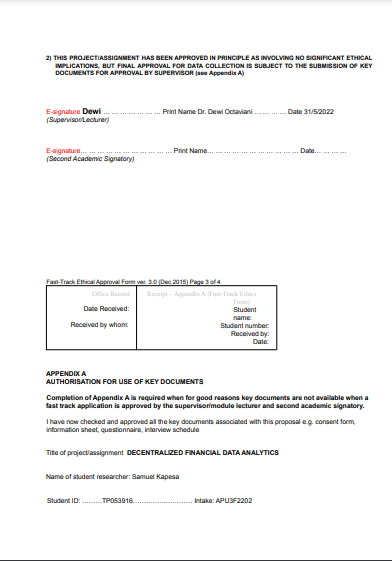 2) THIS PROJECT/ASSIGNMENT HAS BEEN APPROVED IN PRINCIPLE AS INVOLVING NO SIGNIFICANT ETHICAL
IMPLICATIONS, BUT FINAL APPROVAL FOR DATA COLLECTION IS SUBJECT TO THE SUBMISSION OF KEY
DOCUMENTS FOR APPROVAL BY SUPERVISOR (see Appendix A)
E-signature Dewi … … … … … … … Print Name Dr. Dewi Octaviani … … … … Date 31/5/2022
(Supervisor/Lecturer)
E-signature… … … … … … … … … … … Print Name… … … … … … … … … … … Date… … … …
(Second Academic Signatory)
Fast-Track Ethical Approval Form ver. 3.0 (Dec 2015) Page 3 of 4
Office Record
Date Received:
Received by whom:
Receipt – Appendix A (Fast-Track Ethics
Form)
Student
name:
Student number:
Received by:
Date:
APPENDIX A
AUTHORISATION FOR USE OF KEY DOCUMENTS
Completion of Appendix A is required when for good reasons key documents are not available when a
fast track application is approved by the supervisor/module lecturer and second academic signatory.
I have now checked and approved all the key documents associated with this proposal e.g. consent form,
information sheet, questionnaire, interview schedule
Title of project/assignment DECENTRALIZED FINANCIAL DATA ANALYTICS
Name of student researcher: Samuel Kapesa
Student ID: ………TP053916……………………… Intake: APU3F2202